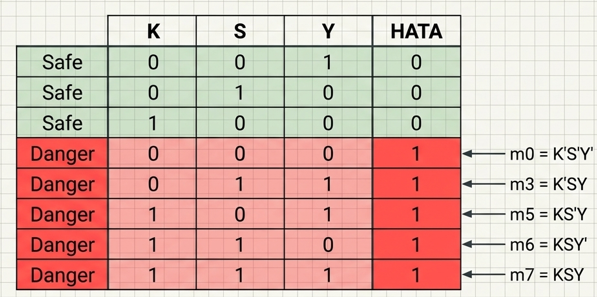 K S Y HATA
Safe 0 0 1 0
Safe 0 1 0 0
Safe 1 0 0 0
Danger 0 0 0 1 m0 = K'S'Y'
Danger 0 1 1 1 m3 = K'SY
Danger 1 0 1 1 m5 = KS'Y
Danger 1 1 0 1 m6 = KSY'
Danger 1 1 1 1 m7 = KSY